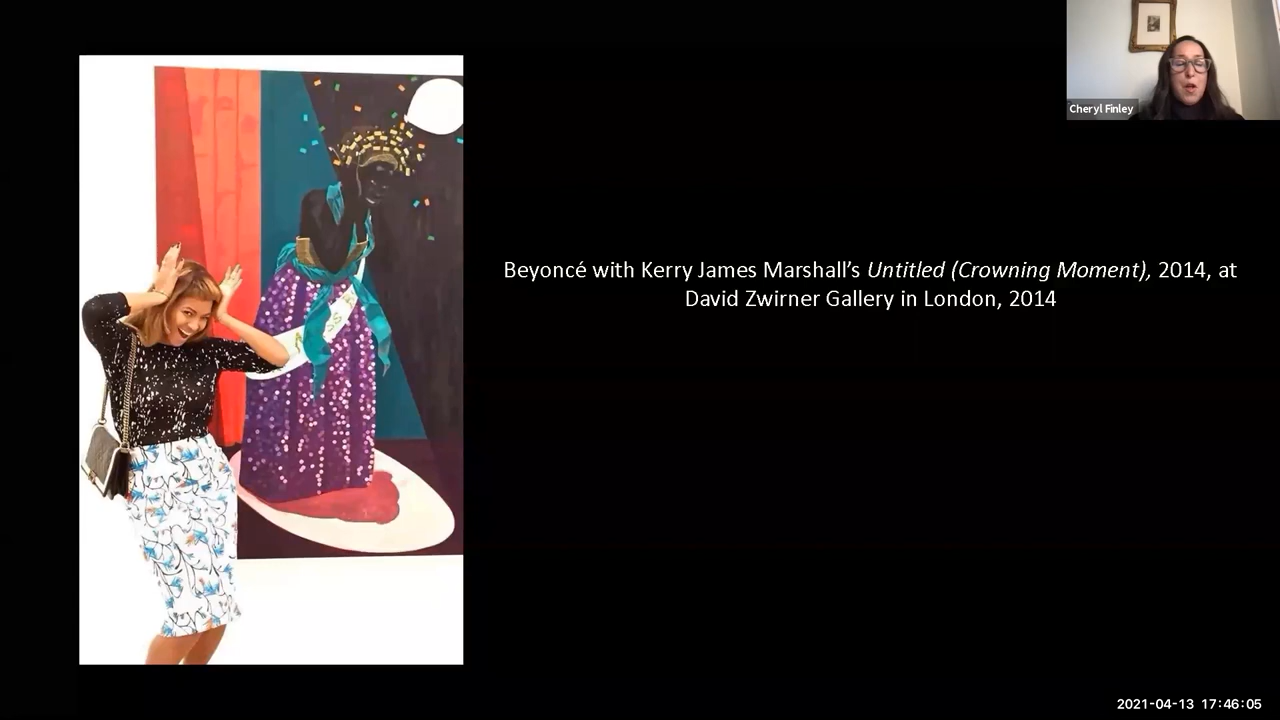 Cheryl Finley
Beyoncé with Kerry James Marshall’s Untitled (Crowning Moment), 2014, at
David Zwirner Gallery in London, 2014
2021-04-13 17:46:05